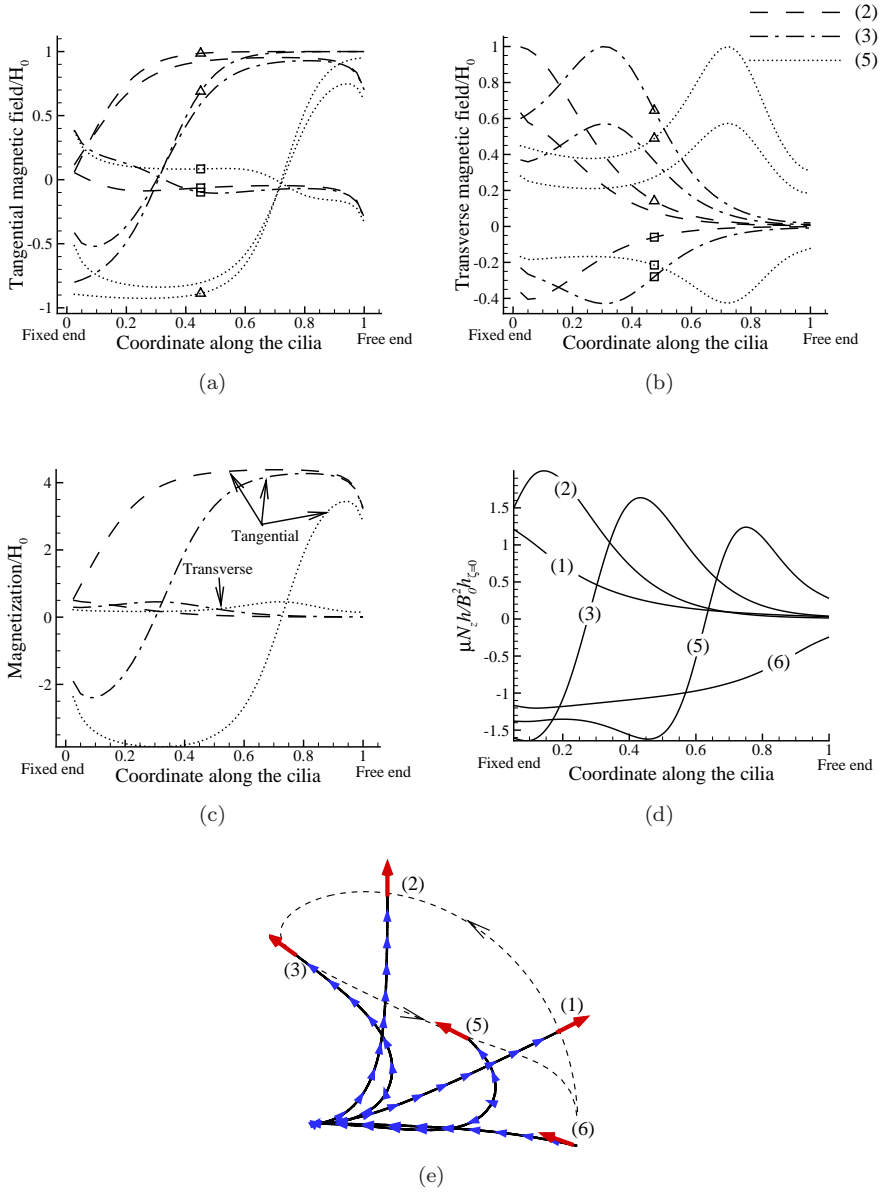 (2)
(3)
(5)
Tangential magnetic field/H₀
1
0.5
0
-0.5
-1
0
0.2
0.4
0.6
0.8
1
Fixed end
Coordinate along the cilia
Free end
(a)
Transverse magnetic field/H₀
1.0
0.8
0.6
0.4
0.2
0
-0.2
-0.4
0
0.2
0.4
0.6
0.8
1
Fixed end
Coordinate along the cilia
Free end
(b)
Magnetization/H₀
4
2
0
-2
Tangential
Transverse
0
0.2
0.4
0.6
0.8
1
Fixed end
Coordinate along the cilia
Free end
(c)
μN_z h/B₀²h_ζ=0
1.5
1
0.5
0
-0.5
-1
-1.5
(2)
(1)
(3)
(5)
(6)
0.2
0.4
0.6
0.8
1
Fixed end
Coordinate along the cilia
Free end
(d)
(2)
(3)
(5)
(1)
(6)
(e)